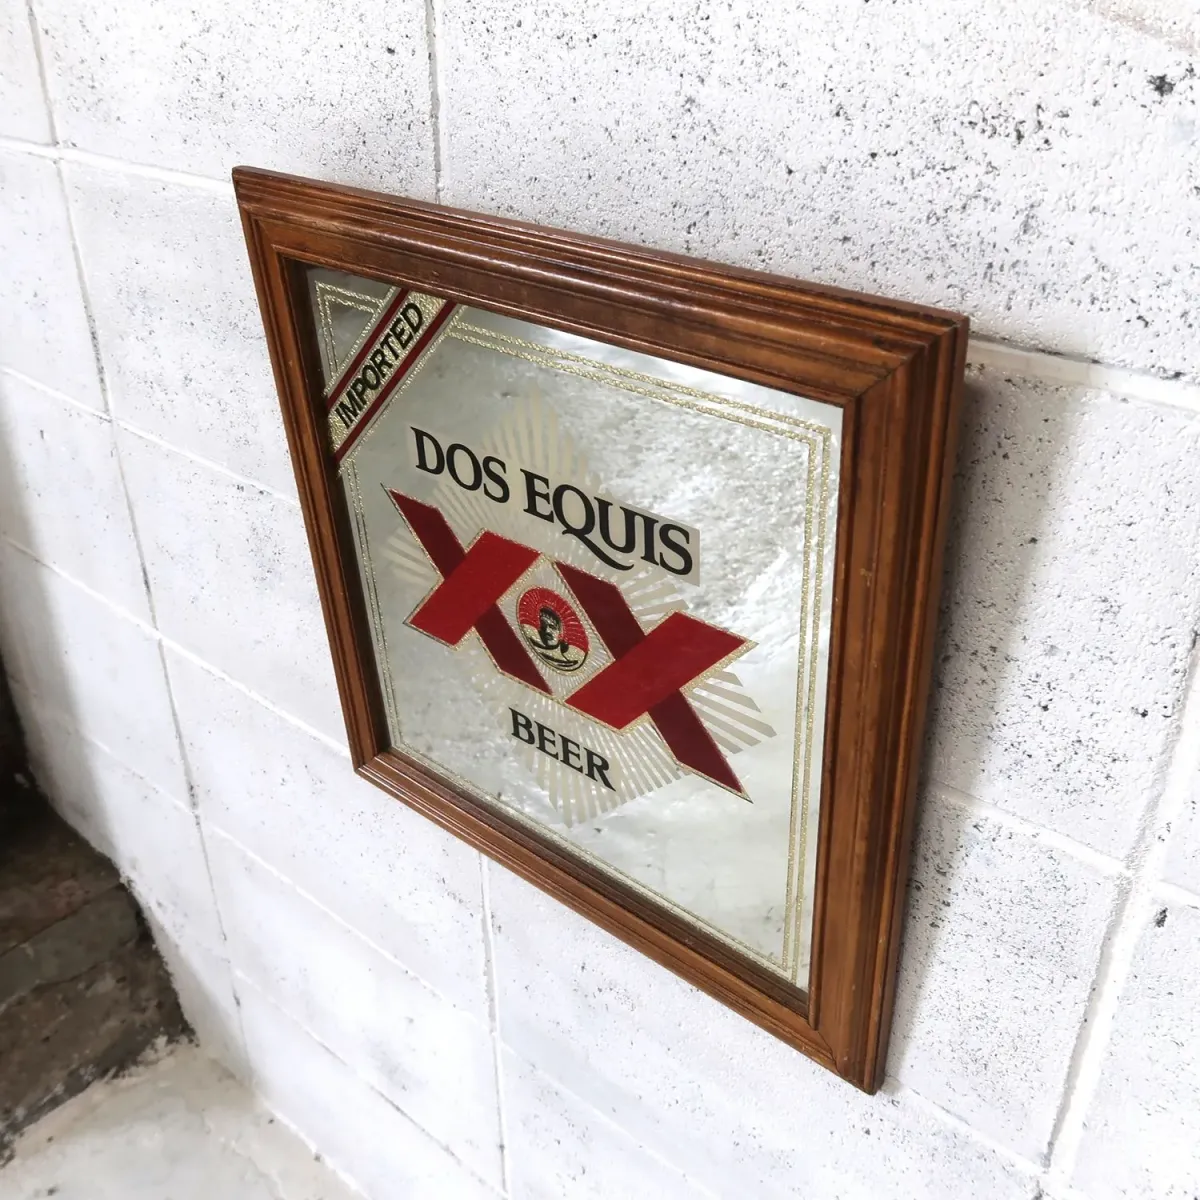 IMPORTED
DOS EQUIS
XX
BEER